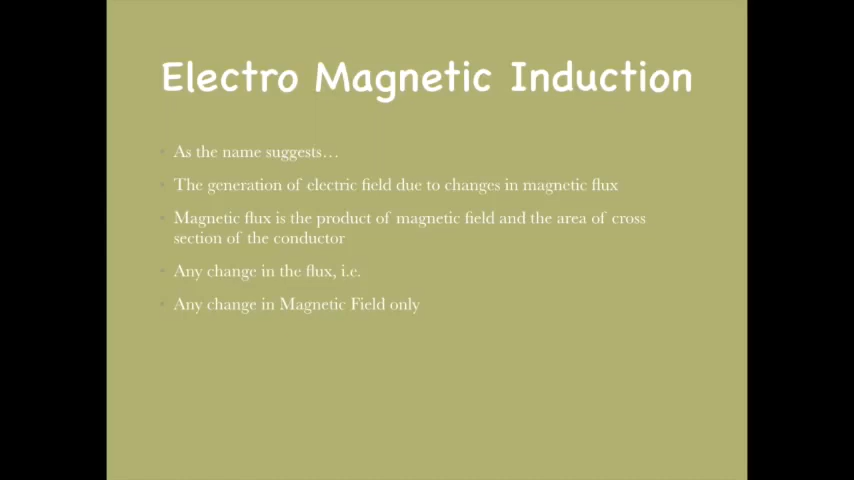 Electro Magnetic Induction
As the name suggests…
The generation of electric field due to changes in magnetic flux
Magnetic flux is the product of magnetic field and the area of cross
section of the conductor
Any change in the flux, i.e.
Any change in Magnetic Field only